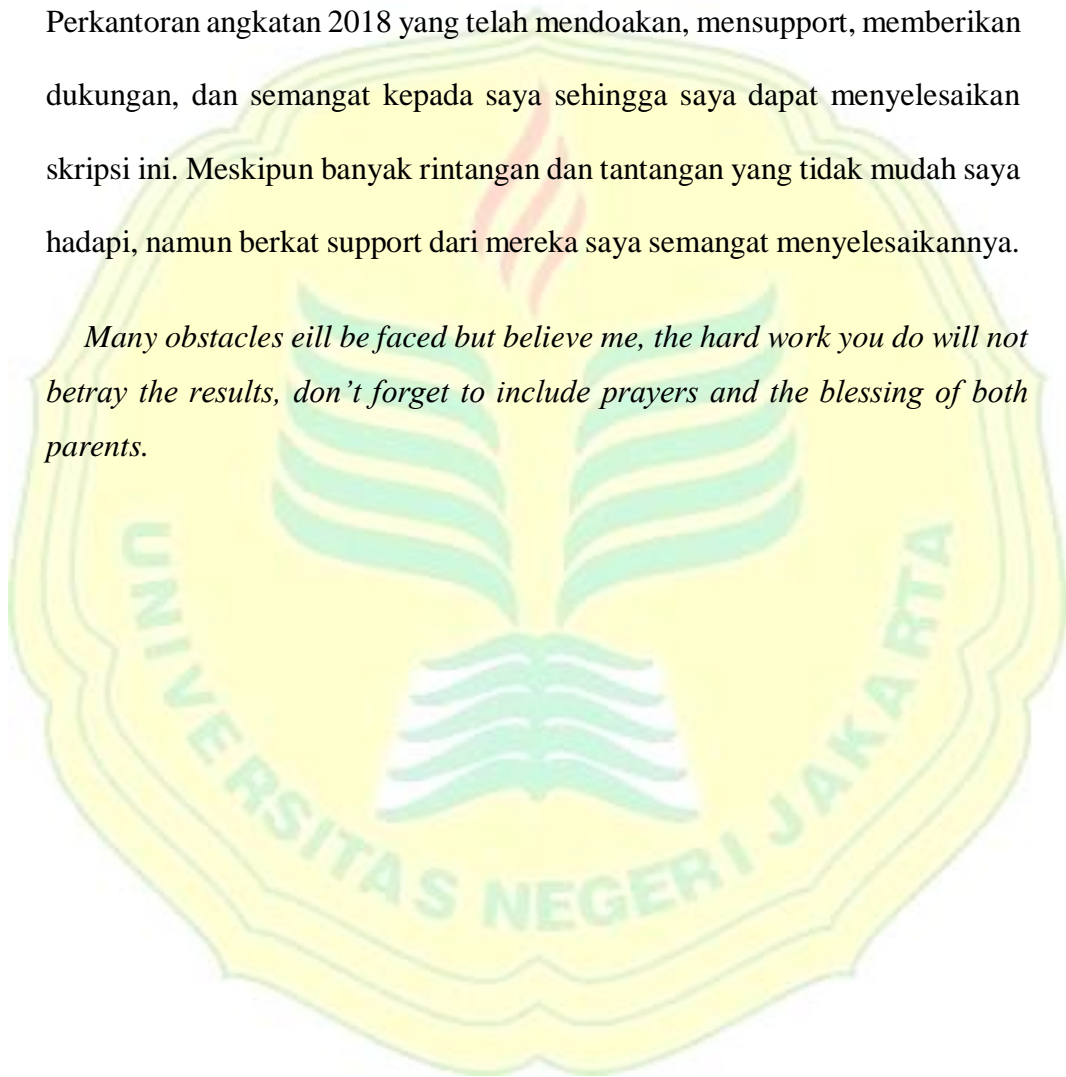 Perkantoran angkatan 2018 yang telah mendoakan, mensupport, memberikan
dukungan, dan semangat kepada saya sehingga saya dapat menyelesaikan
skripsi ini. Meskipun banyak rintangan dan tantangan yang tidak mudah saya
hadapi, namun berkat support dari mereka saya semangat menyelesaikannya.
Many obstacles eill be faced but believe me, the hard work you do will not
betray the results, don’t forget to include prayers and the blessing of both
parents.
UNIVERSITAS NEGERI JAKARTA